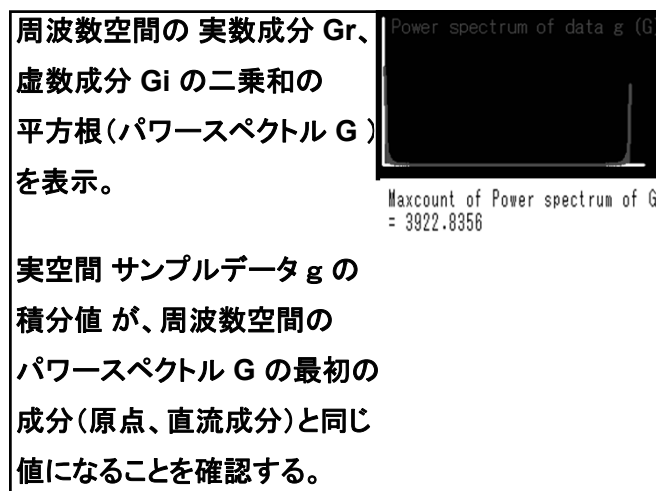 周波数空間の 実数成分 Gr、
虚数成分 Gi の二乗和の
平方根(パワースペクトル G )
を表示。
Power spectrum of data g (G)
Maxcount of Power spectrum of G
= 3922.8356
実空間 サンプルデータ g の
積分値 が、周波数空間の
パワースペクトル G の最初の
成分(原点、直流成分)と同じ
値になることを確認する。